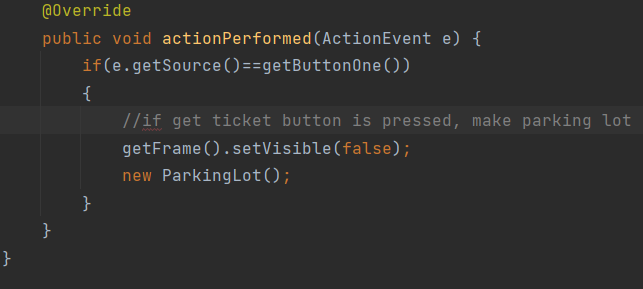 @Override
public void actionPerformed(ActionEvent e) {
if(e.getSource()==getButtonOne())
{
//if get ticket button is pressed, make parking lot
getFrame().setVisible(false);
new ParkingLot();
}
}
}